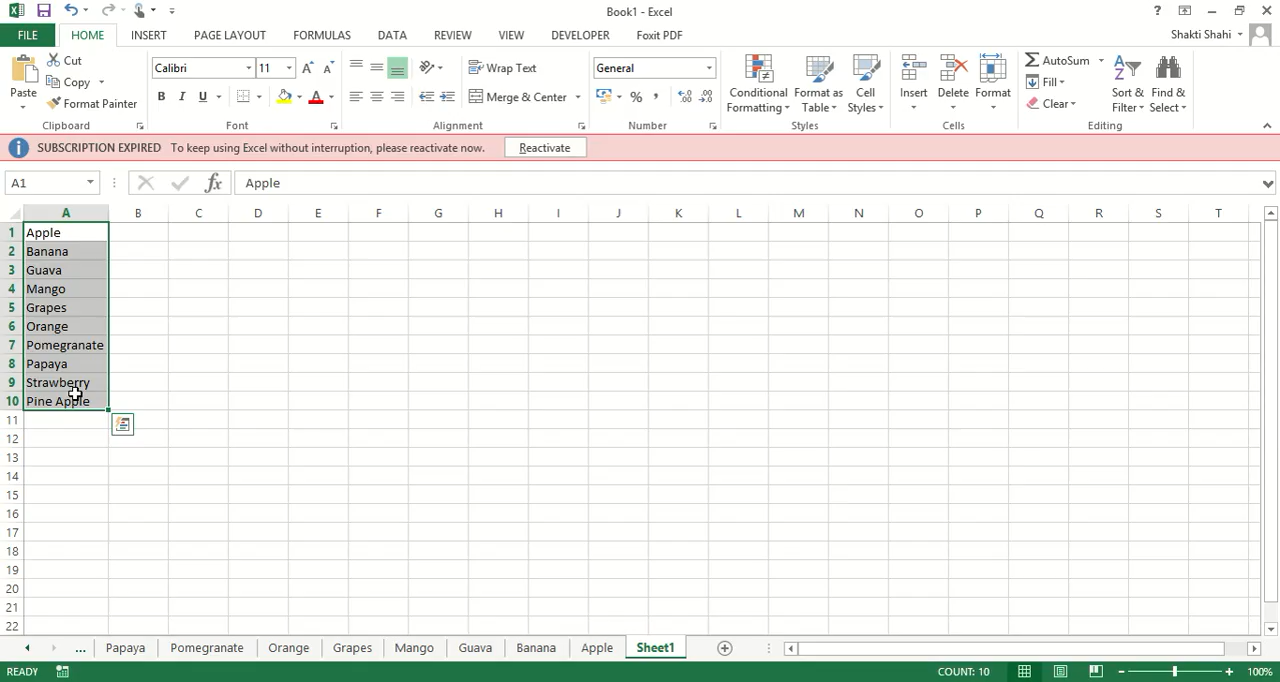 Book1 - Excel
?
FILE HOME INSERT PAGE LAYOUT FORMULAS DATA REVIEW VIEW DEVELOPER Foxit PDF Shakti Shahi
Paste
Cut
Copy
Format Painter
Clipboard
Calibri 11
A A
B I U A
Font
Wrap Text
Merge & Center
Alignment
General
% ,
Number
Conditional Formatting
Format as Table
Cell Styles
Styles
Insert
Delete
Format
Cells
AutoSum
Fill
Clear
Sort & Filter
Find & Select
Editing
SUBSCRIPTION EXPIRED To keep using Excel without interruption, please reactivate now. Reactivate
A1 fx Apple
A B C D E F G H I J K L M N O P Q R S T
1 Apple
2 Banana
3 Guava
4 Mango
5 Grapes
6 Orange
7 Pomegranate
8 Papaya
9 Strawberry
10 Pine Apple
11
12
13
14
15
16
17
18
19
20
21
22
... Papaya Pomegranate Orange Grapes Mango Guava Banana Apple Sheet1
READY COUNT: 10 100%